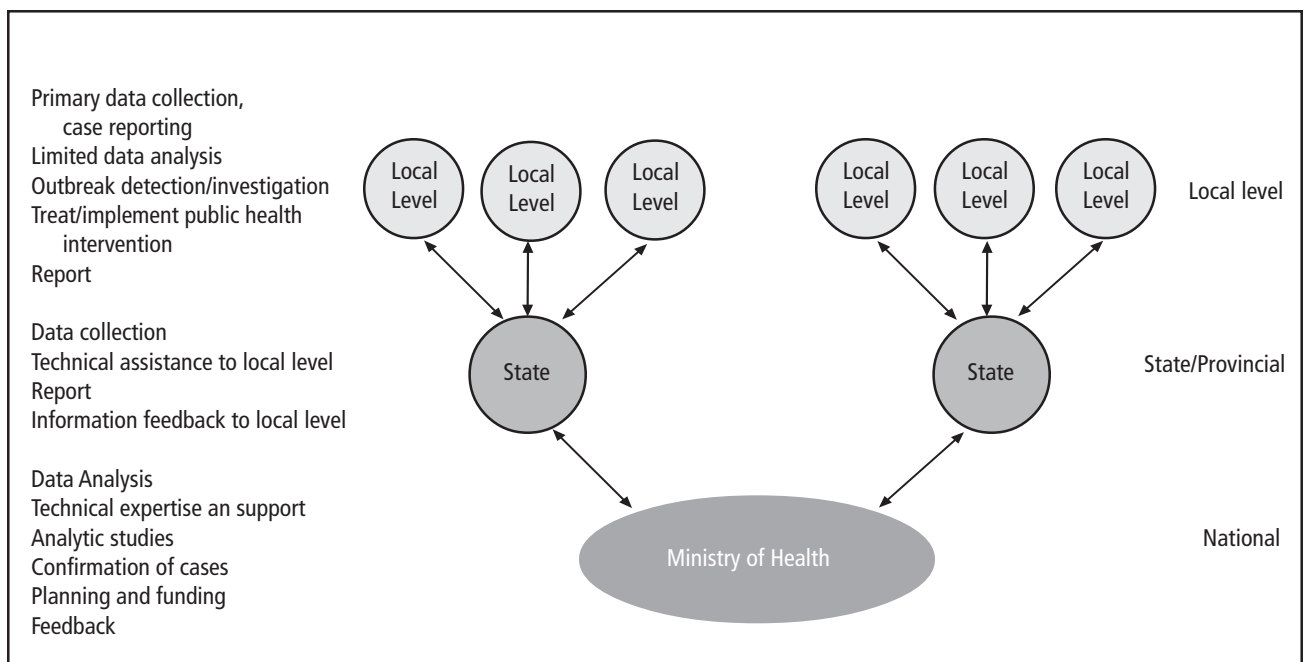 Primary data collection,
case reporting
Limited data analysis
Outbreak detection/investigation
Treat/implement public health
intervention
Report
Local
Level
Local
Level
Local
Level
Local
Level
Local
Level
Local
Level
Local level
Data collection
Technical assistance to local level
Report
Information feedback to local level
State
State
State/Provincial
Data Analysis
Technical expertise an support
Analytic studies
Confirmation of cases
Planning and funding
Feedback
Ministry of Health
National